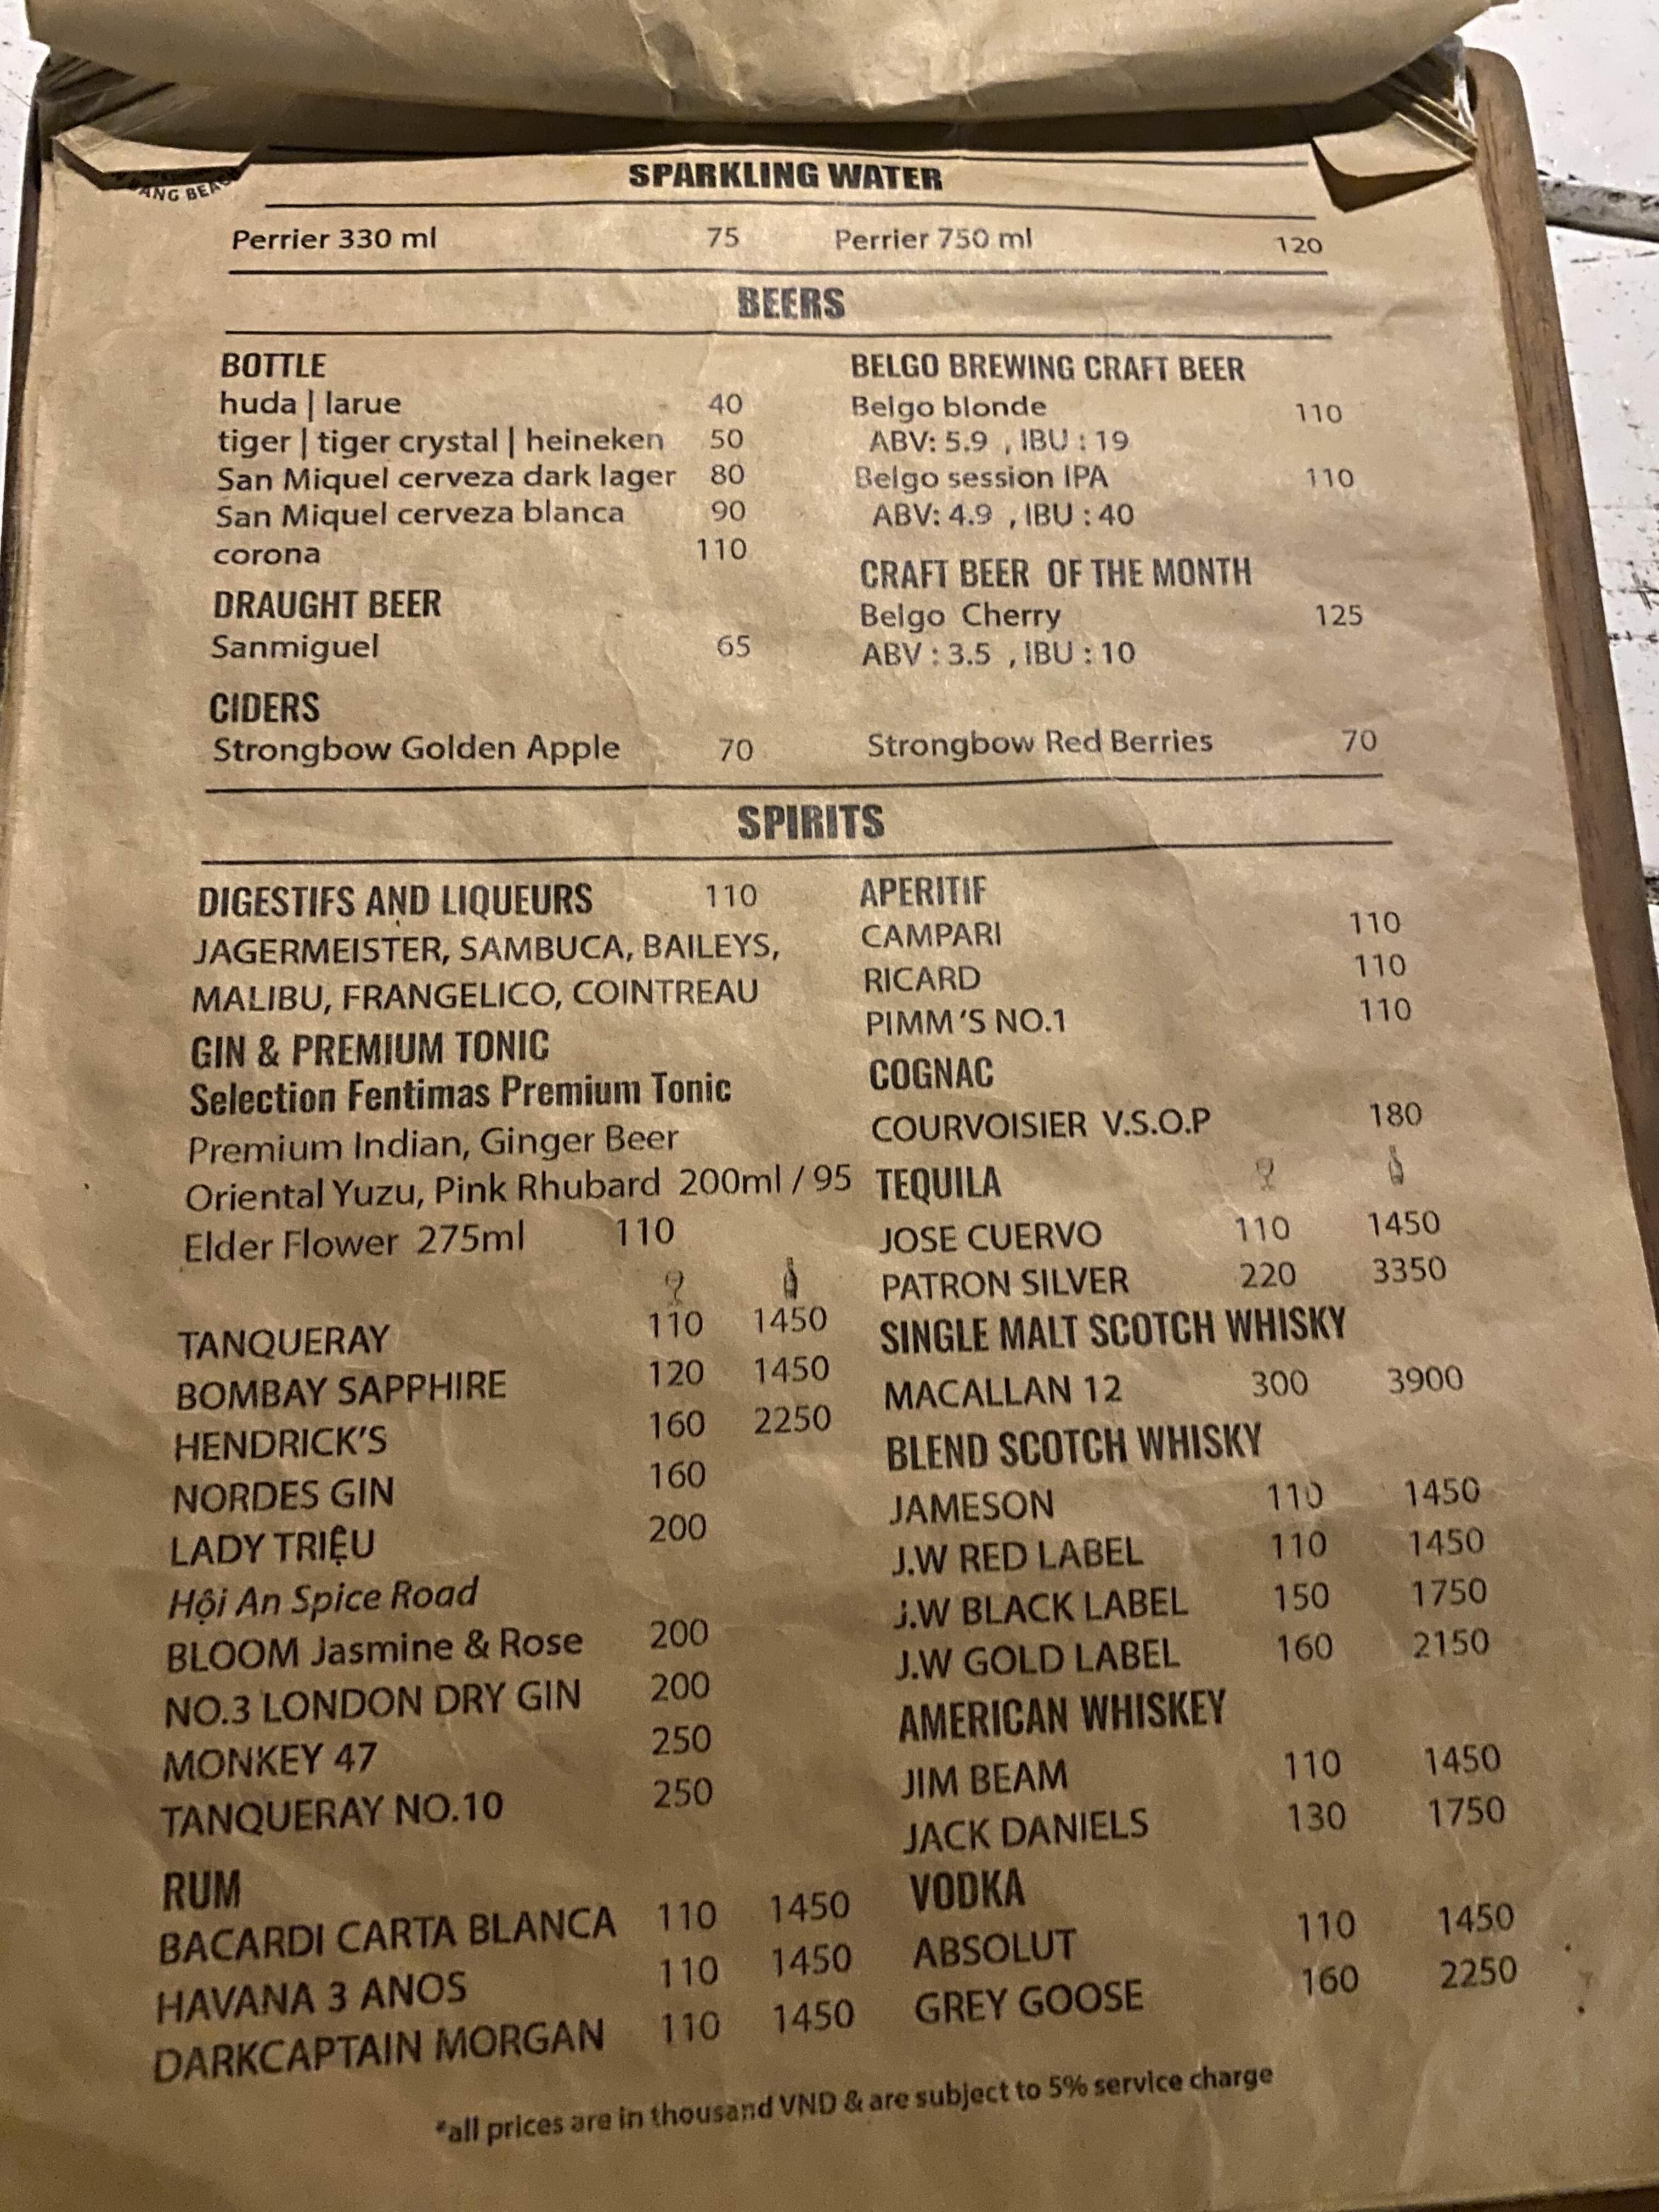 SPARKLING WATER
Perrier 330 ml 75 Perrier 750 ml 120
BEERS
BOTTLE
huda | larue 40
tiger | tiger crystal | heineken 50
San Miquel cerveza dark lager 80
San Miquel cerveza blanca 90
corona 110
DRAUGHT BEER
Sanmiguel 65
BELGO BREWING CRAFT BEER
Belgo blonde 110
ABV: 5.9 , IBU : 19
Belgo session IPA 110
ABV: 4.9 , IBU : 40
CRAFT BEER OF THE MONTH
Belgo Cherry 125
ABV : 3.5 , IBU : 10
CIDERS
Strongbow Golden Apple 70 Strongbow Red Berries 70
SPIRITS
DIGESTIFS AND LIQUEURS 110
JAGERMEISTER, SAMBUCA, BAILEYS,
MALIBU, FRANGELICO, COINTREAU
GIN & PREMIUM TONIC
Selection Fentimas Premium Tonic
Premium Indian, Ginger Beer
Oriental Yuzu, Pink Rhubard 200ml / 95
Elder Flower 275ml 110
TANQUERAY 110 1450
BOMBAY SAPPHIRE 120 1450
HENDRICK'S 160 2250
NORDES GIN 160
LADY TRIỆU 200
Hội An Spice Road
BLOOM Jasmine & Rose 200
NO.3 LONDON DRY GIN 200
MONKEY 47 250
TANQUERAY NO.10 250
RUM
BACARDI CARTA BLANCA 110 1450
HAVANA 3 ANOS 110 1450
DARKCAPTAIN MORGAN 110 1450
APERITIF
CAMPARI 110
RICARD 110
PIMM'S NO.1 110
COGNAC
COURVOISIER V.S.O.P 180
TEQUILA
JOSE CUERVO 110 1450
PATRON SILVER 220 3350
SINGLE MALT SCOTCH WHISKY
MACALLAN 12 300 3900
BLEND SCOTCH WHISKY
JAMESON 110 1450
J.W RED LABEL 110 1450
J.W BLACK LABEL 150 1750
J.W GOLD LABEL 160 2150
AMERICAN WHISKEY
JIM BEAM 110 1450
JACK DANIELS 130 1750
VODKA
ABSOLUT 110 1450
GREY GOOSE 160 2250
*all prices are in thousand VND & are subject to 5% service charge